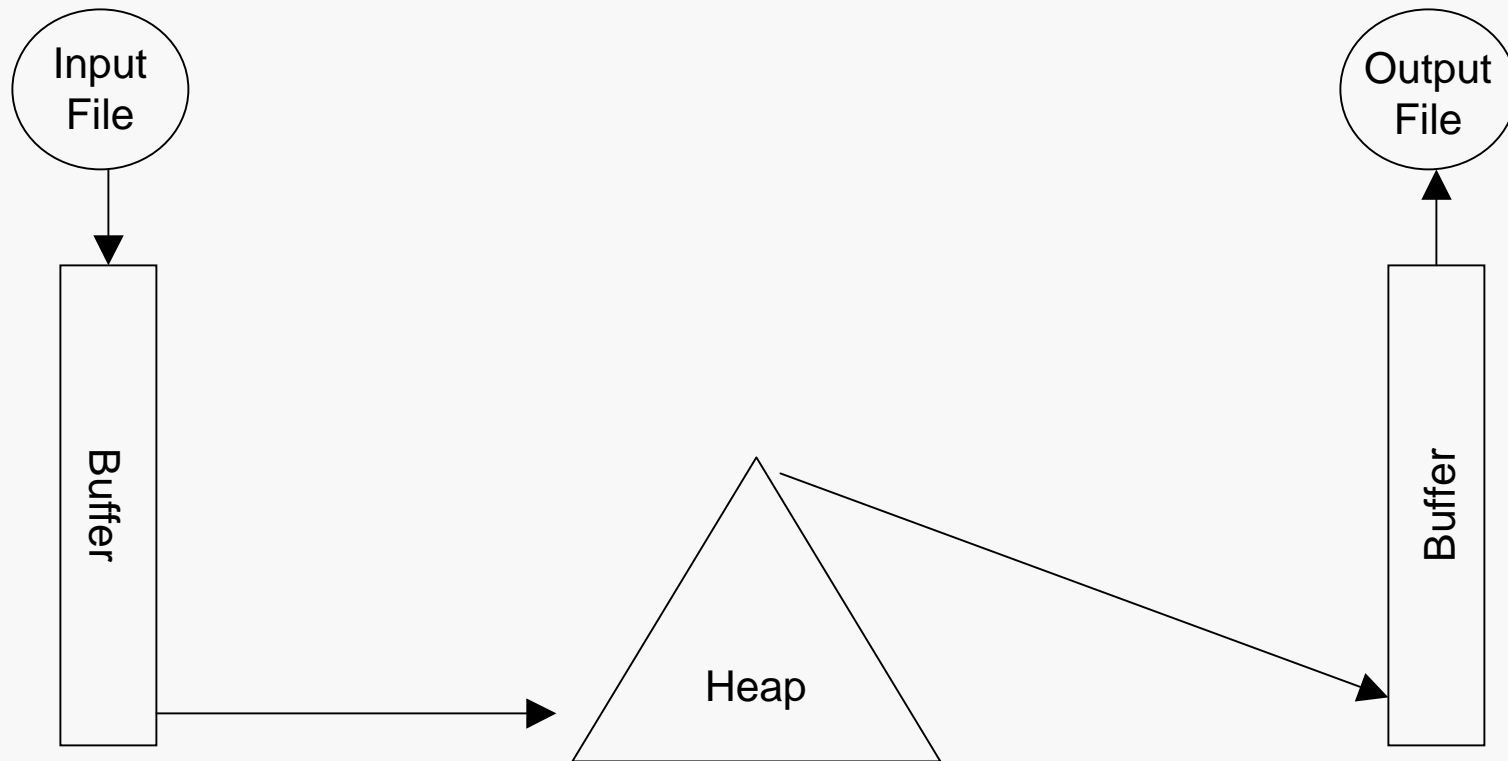 Input
File
Output
File
Buffer
Heap
Buffer